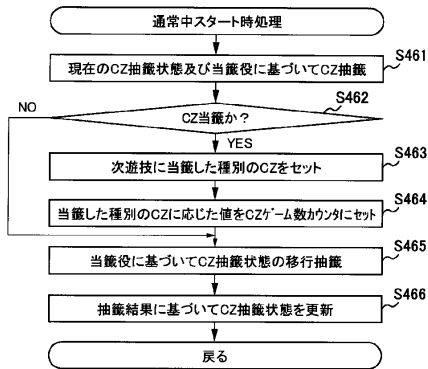 通常中スタート時処理
S461
現在のCZ抽籤状態及び当籤役に基づいてCZ抽籤
S462
NO
CZ当籤か?
YES
S463
次遊技に当籤した種別のCZをセット
S464
当籤した種別のCZに応じた値をCZゲーム数カウンタにセット
S465
当籤役に基づいてCZ抽籤状態の移行抽籤
S466
抽籤結果に基づいてCZ抽籤状態を更新
戻る